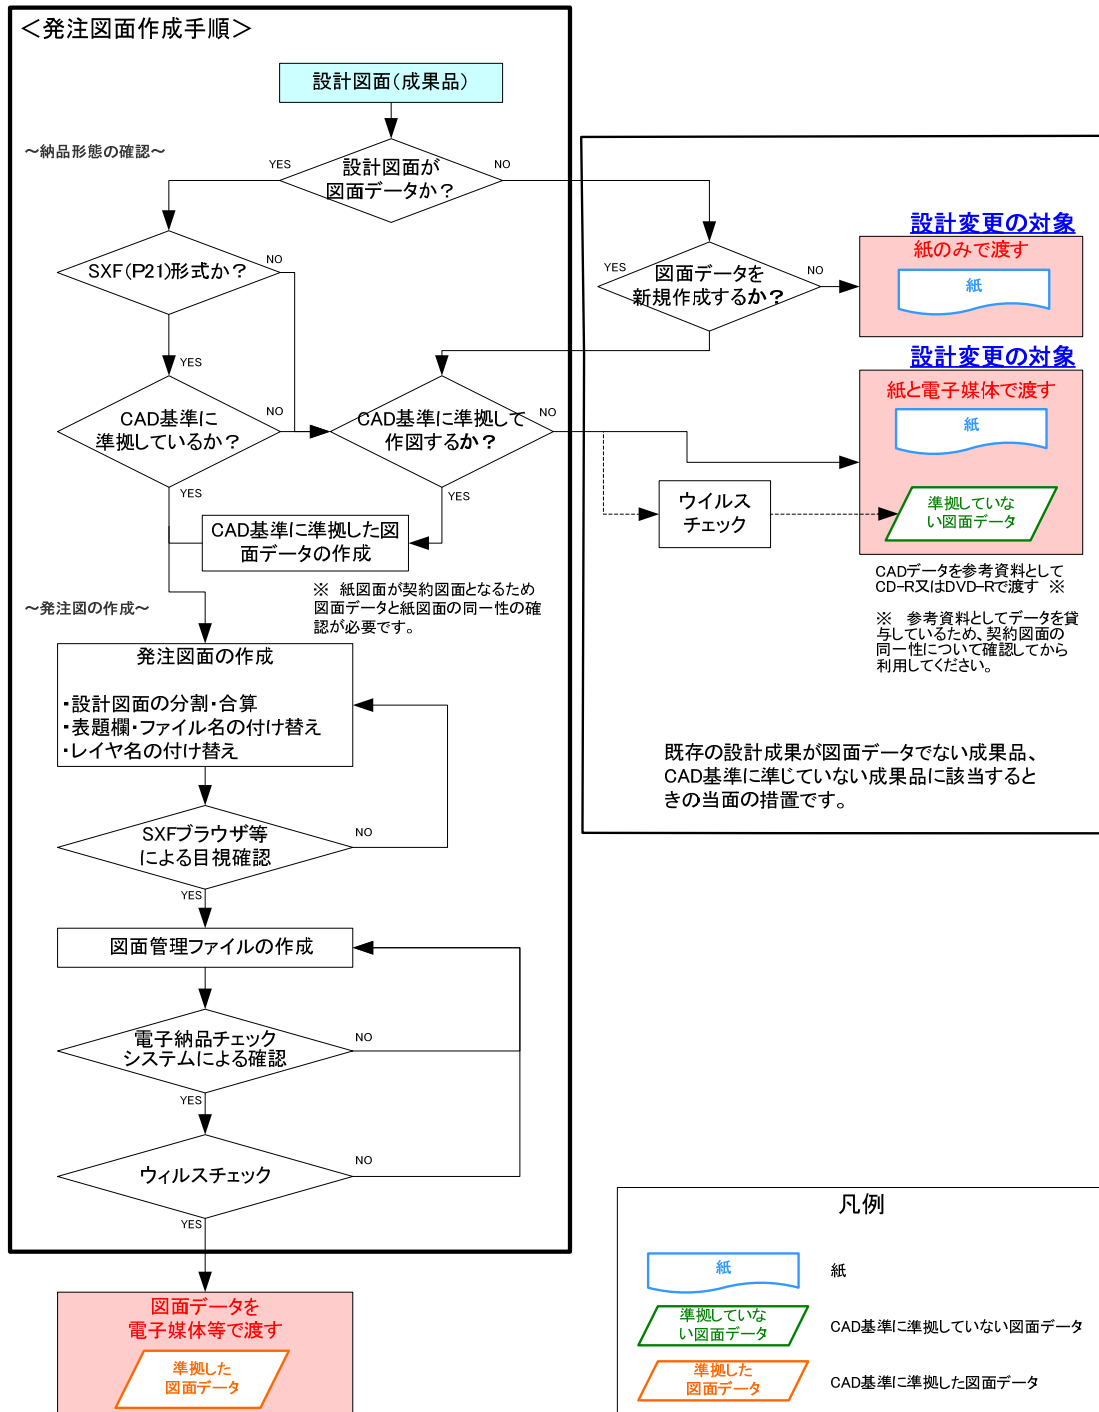 ＜発注図面作成手順＞
設計図面（成果品）
～納品形態の確認～
YES
設計図面が
図面データか？
NO
SXF（P21）形式か？
NO
YES
図面データを
新規作成するか？
NO
設計変更の対象
紙のみで渡す
紙
YES
CAD基準に
準拠しているか？
NO
CAD基準に準拠して
作図するか？
NO
設計変更の対象
紙と電子媒体で渡す
紙
YES
YES
CAD基準に準拠した図
面データの作成
ウイルス
チェック
準拠していな
い図面データ
※　紙図面が契約図面となるため
図面データと紙図面の同一性の確
認が必要です。
CADデータを参考資料として
CD-R又はDVD-Rで渡す　※
※　参考資料としてデータを貸
与しているため、契約図面の
同一性について確認してから
利用してください。
～発注図の作成～
発注図面の作成
・設計図面の分割・合算
・表題欄・ファイル名の付け替え
・レイヤ名の付け替え
既存の設計成果が図面データでない成果品、
CAD基準に準じていない成果品に該当すると
きの当面の措置です。
SXFブラウザ等
による目視確認
NO
YES
図面管理ファイルの作成
電子納品チェック
システムによる確認
NO
YES
ウィルスチェック
NO
YES
図面データを
電子媒体等で渡す
準拠した
図面データ
凡例
紙
紙
準拠していな
い図面データ
CAD基準に準拠していない図面データ
準拠した
図面データ
CAD基準に準拠した図面データ